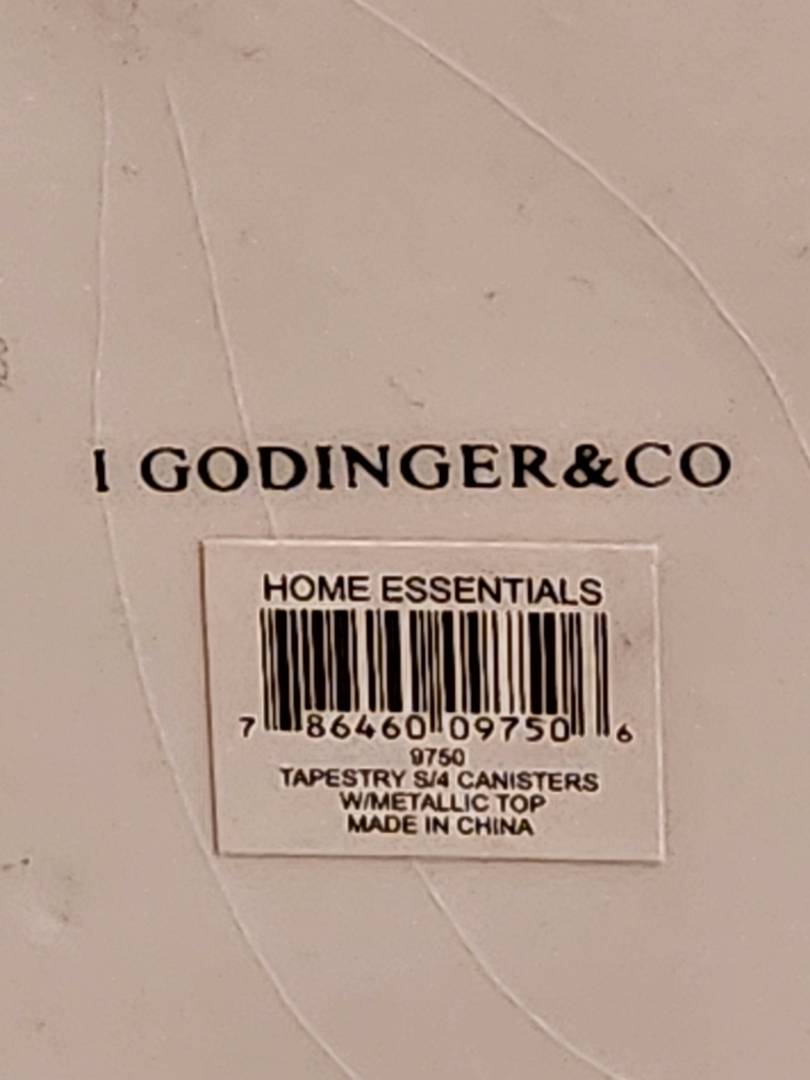 I GODINGER&CO
HOME ESSENTIALS
7 86460 09750 6
9750
TAPESTRY S/4 CANISTERS
W/METALLIC TOP
MADE IN CHINA